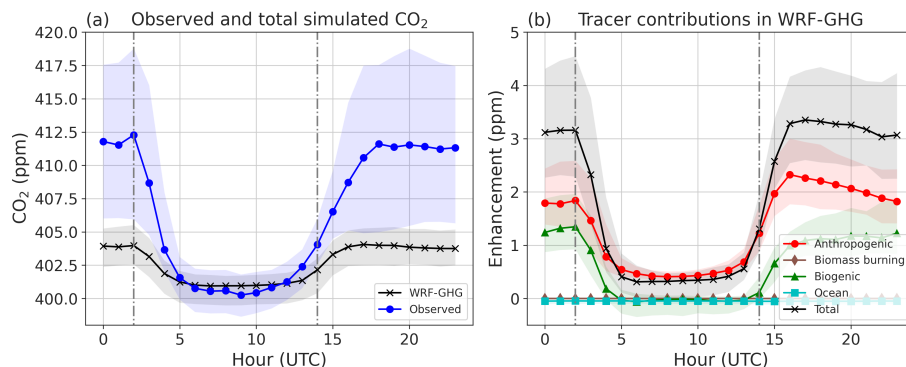 (a) Observed and total simulated CO₂
420.0
417.5
415.0
412.5
410.0
407.5
405.0
402.5
400.0
CO₂ (ppm)
WRF-GHG
Observed
0 5 10 15 20
Hour (UTC)
(b) Tracer contributions in WRF-GHG
5
4
3
2
1
0
Enhancement (ppm)
Anthropogenic
Biomass burning
Biogenic
Ocean
Total
0 5 10 15 20
Hour (UTC)